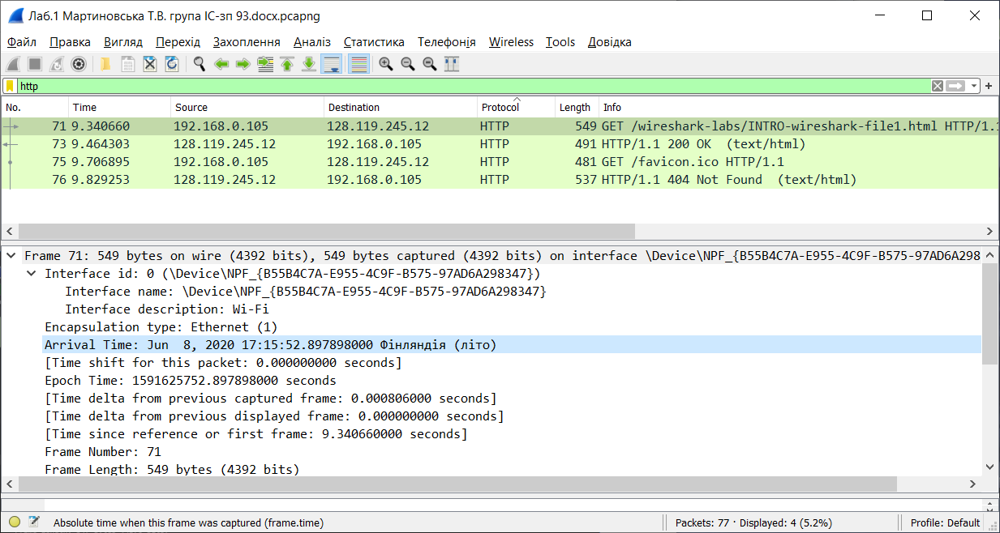 Лаб.1 Мартиновська Т.В. група ІС-зп 93.docx.pcapng
Файл Правка Вигляд Перехід Захоплення Аналіз Статистика Телефонія Wireless Tools Довідка
http
No. Time Source Destination Protocol Length Info
71 9.340660 192.168.0.105 128.119.245.12 HTTP 549 GET /wireshark-labs/INTRO-wireshark-file1.html HTTP/1.1
73 9.464303 128.119.245.12 192.168.0.105 HTTP 491 HTTP/1.1 200 OK (text/html)
75 9.706895 192.168.0.105 128.119.245.12 HTTP 481 GET /favicon.ico HTTP/1.1
76 9.829253 128.119.245.12 192.168.0.105 HTTP 537 HTTP/1.1 404 Not Found (text/html)
Frame 71: 549 bytes on wire (4392 bits), 549 bytes captured (4392 bits) on interface \Device\NPF_{B55B4C7A-E955-4C9F-B575-97AD6A298
Interface id: 0 (\Device\NPF_{B55B4C7A-E955-4C9F-B575-97AD6A298347})
Interface name: \Device\NPF_{B55B4C7A-E955-4C9F-B575-97AD6A298347}
Interface description: Wi-Fi
Encapsulation type: Ethernet (1)
Arrival Time: Jun  8, 2020 17:15:52.897898000 Фінляндія (літо)
[Time shift for this packet: 0.000000000 seconds]
Epoch Time: 1591625752.897898000 seconds
[Time delta from previous captured frame: 0.000806000 seconds]
[Time delta from previous displayed frame: 0.000000000 seconds]
[Time since reference or first frame: 9.340660000 seconds]
Frame Number: 71
Frame Length: 549 bytes (4392 bits)
Absolute time when this frame was captured (frame.time) Packets: 77 · Displayed: 4 (5.2%) Profile: Default